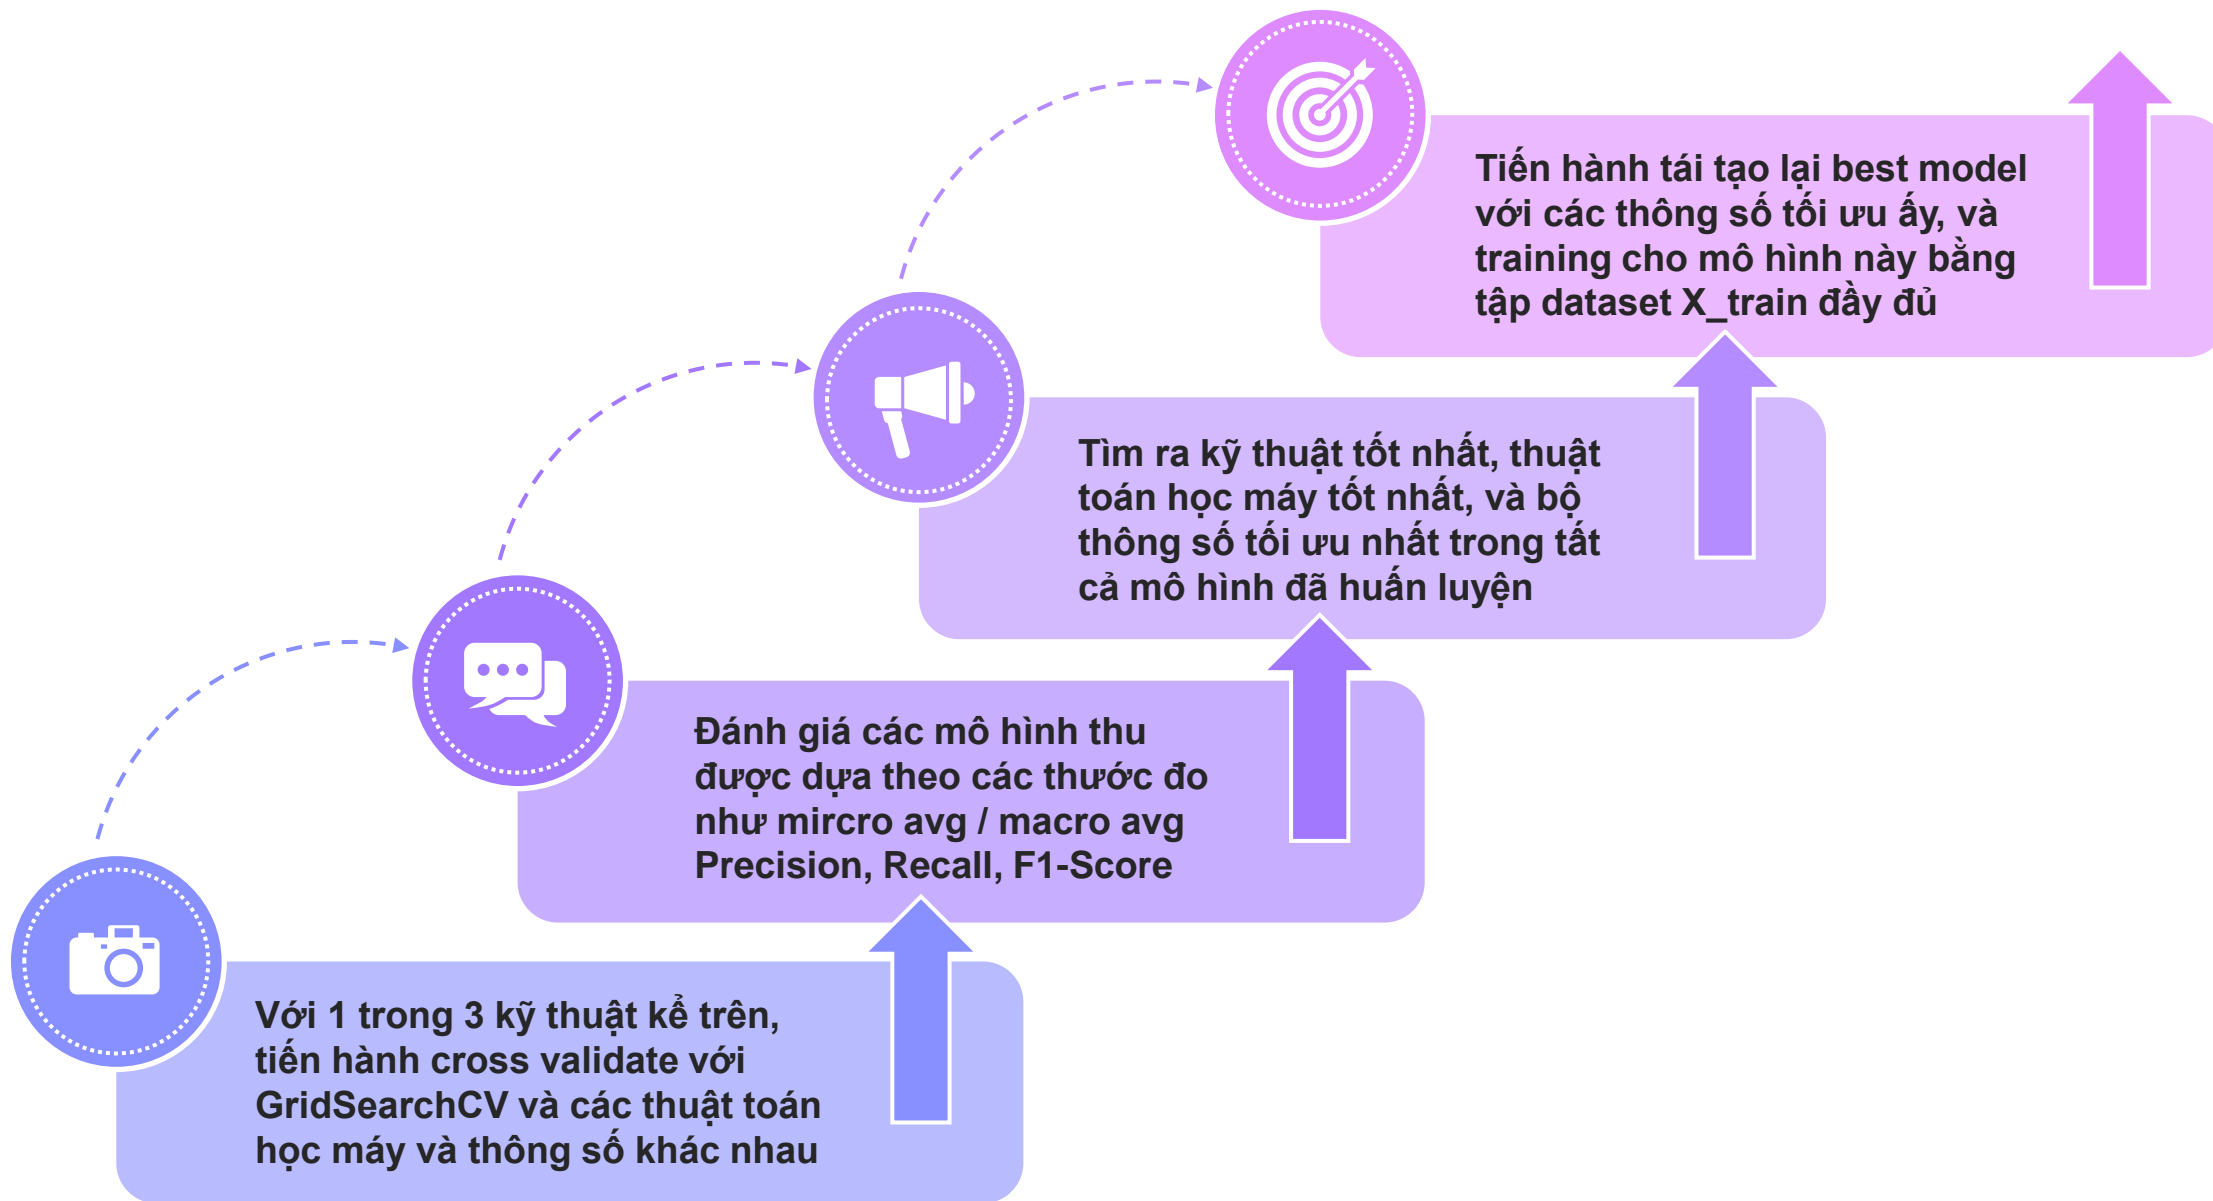 Tiến hành tái tạo lại best model
với các thông số tối ưu ấy, và
training cho mô hình này bằng
tập dataset X_train đầy đủ
Tìm ra kỹ thuật tốt nhất, thuật
toán học máy tốt nhất, và bộ
thông số tối ưu nhất trong tất
cả mô hình đã huấn luyện
Đánh giá các mô hình thu
được dựa theo các thước đo
như mircro avg / macro avg
Precision, Recall, F1-Score
Với 1 trong 3 kỹ thuật kể trên,
tiến hành cross validate với
GridSearchCV và các thuật toán
học máy và thông số khác nhau